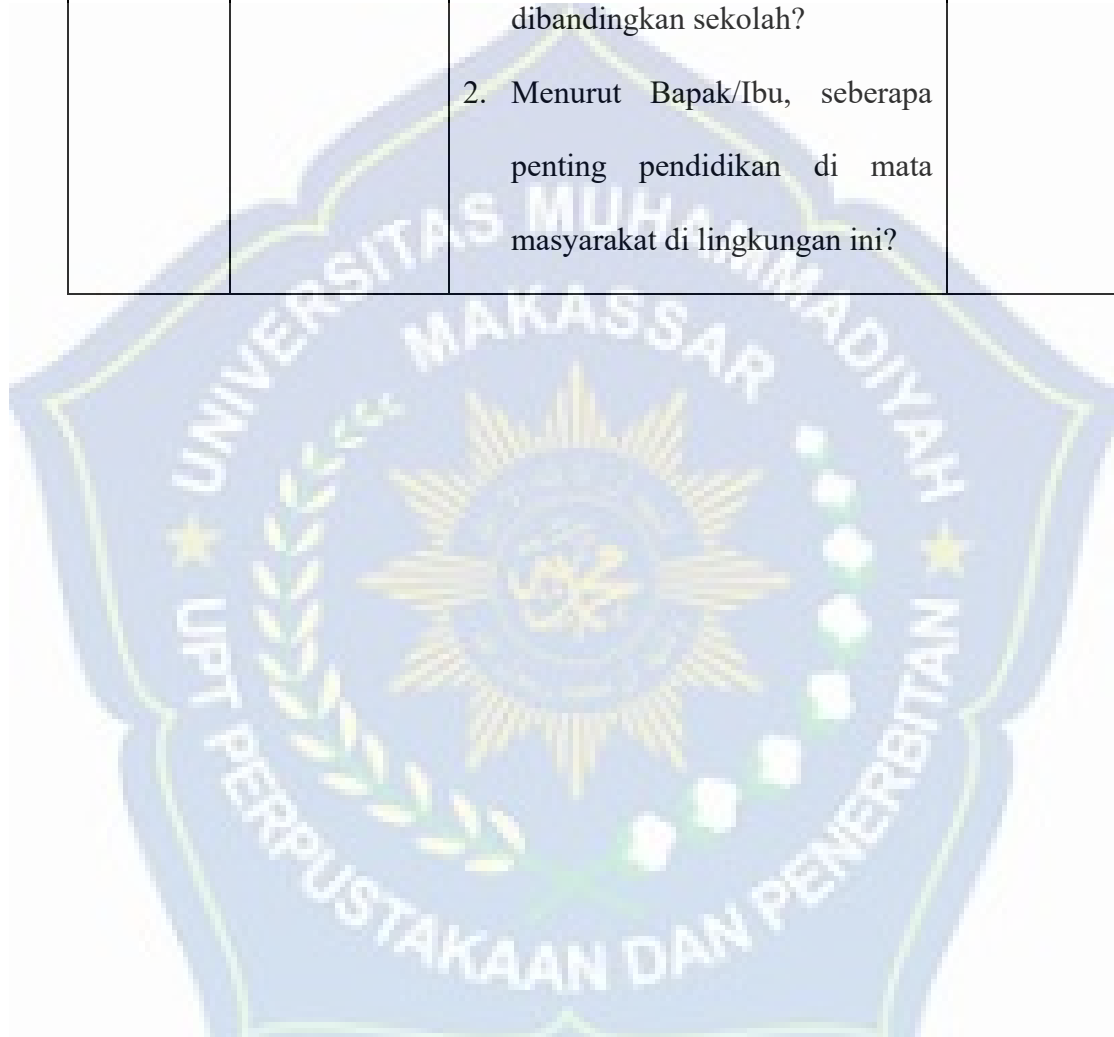 dibandingkan sekolah?
2. Menurut Bapak/Ibu, seberapa
penting pendidikan di mata
masyarakat di lingkungan ini?
UNIVERSITAS MUHAMMADIYAH
MAKASSAR
UPT PERPUSTAKAAN DAN PENERBITAN